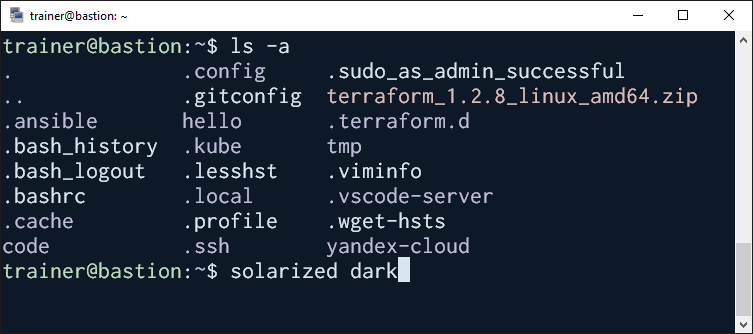 trainer@bastion: ~
trainer@bastion:~$ ls -a
. .config .sudo_as_admin_successful
.. .gitconfig terraform_1.2.8_linux_amd64.zip
.ansible hello .terraform.d
.bash_history .kube tmp
.bash_logout .lesshst .viminfo
.bashrc .local .vscode-server
.cache .profile .wget-hsts
code .ssh yandex-cloud
trainer@bastion:~$ solarized dark